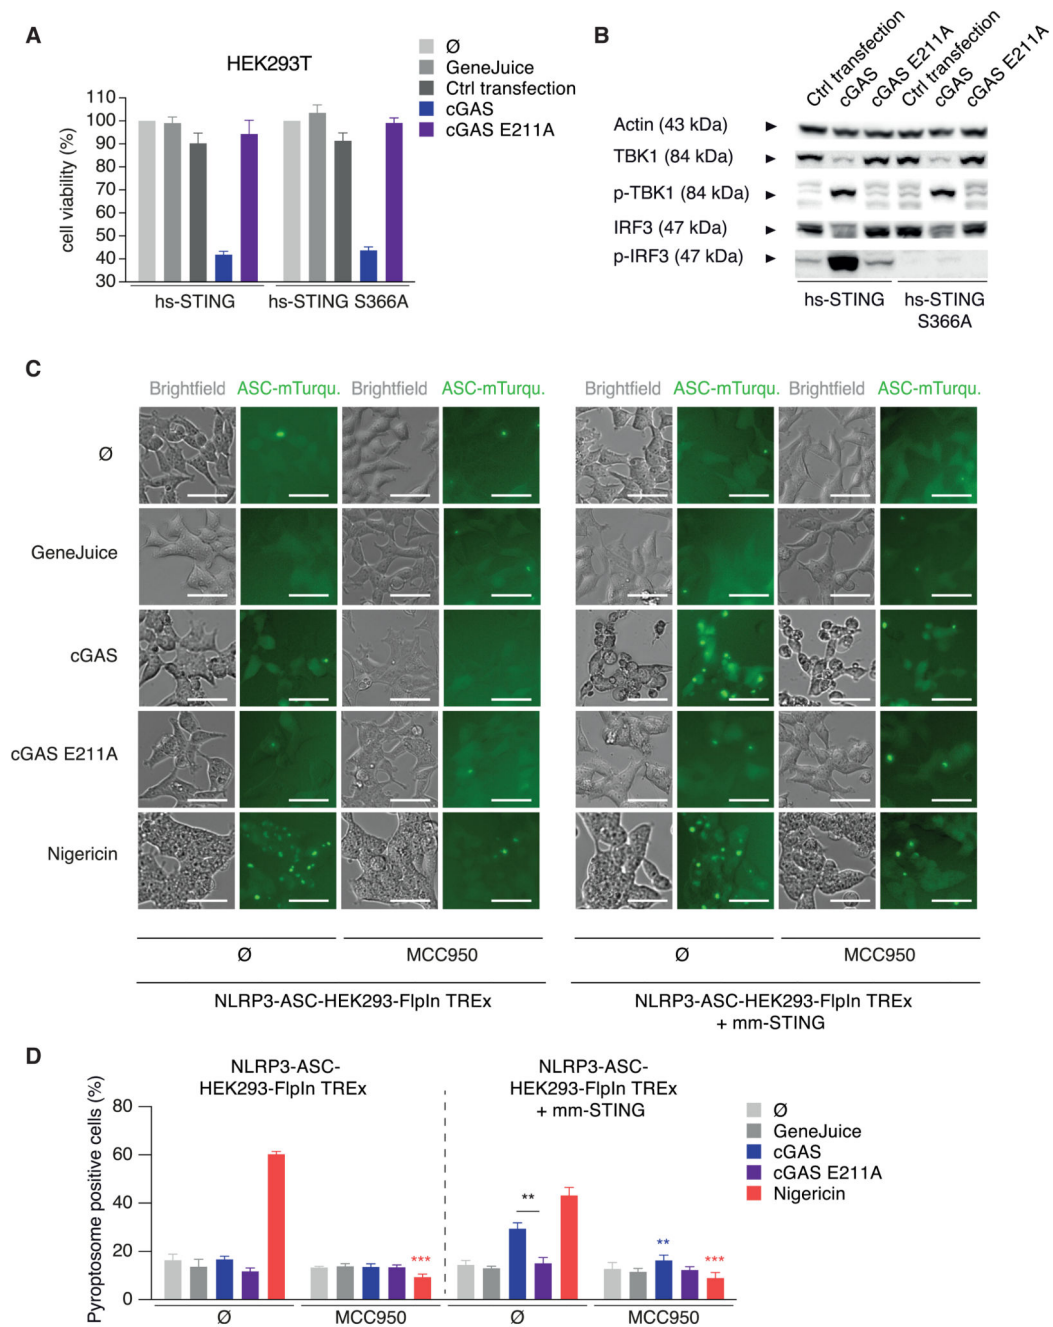 A
HEK293T
Ø
GeneJuice
Ctrl transfection
cGAS
cGAS E211A
cell viability (%)
110
100
90
80
70
60
50
40
30
hs-STING
hs-STING S366A
B
Ctrl transfection
cGAS
cGAS E211A
Ctrl transfection
cGAS
cGAS E211A
Actin (43 kDa)
TBK1 (84 kDa)
p-TBK1 (84 kDa)
IRF3 (47 kDa)
p-IRF3 (47 kDa)
hs-STING
hs-STING
S366A
C
Brightfield ASC-mTurqu. Brightfield ASC-mTurqu. Brightfield ASC-mTurqu. Brightfield ASC-mTurqu.
Ø
GeneJuice
cGAS
cGAS E211A
Nigericin
Ø MCC950 Ø MCC950
NLRP3-ASC-HEK293-FlpIn TREx
NLRP3-ASC-HEK293-FlpIn TREx
+ mm-STING
D
NLRP3-ASC-
HEK293-FlpIn TREx
NLRP3-ASC-
HEK293-FlpIn TREx
+ mm-STING
Pyroptosome positive cells (%)
80
60
40
20
0
***
**
**
***
Ø MCC950 Ø MCC950
Ø
GeneJuice
cGAS
cGAS E211A
Nigericin